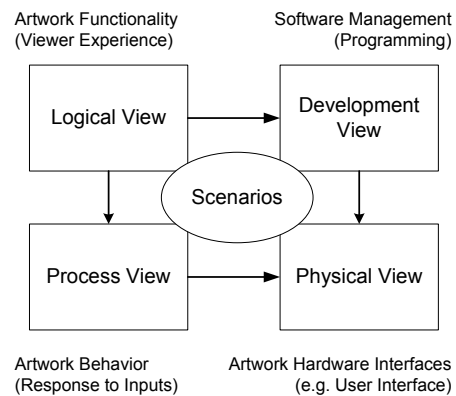 Artwork Functionality
(Viewer Experience)
Software Management
(Programming)
Logical View
Development
View
Scenarios
Process View
Physical View
Artwork Behavior
(Response to Inputs)
Artwork Hardware Interfaces
(e.g. User Interface)